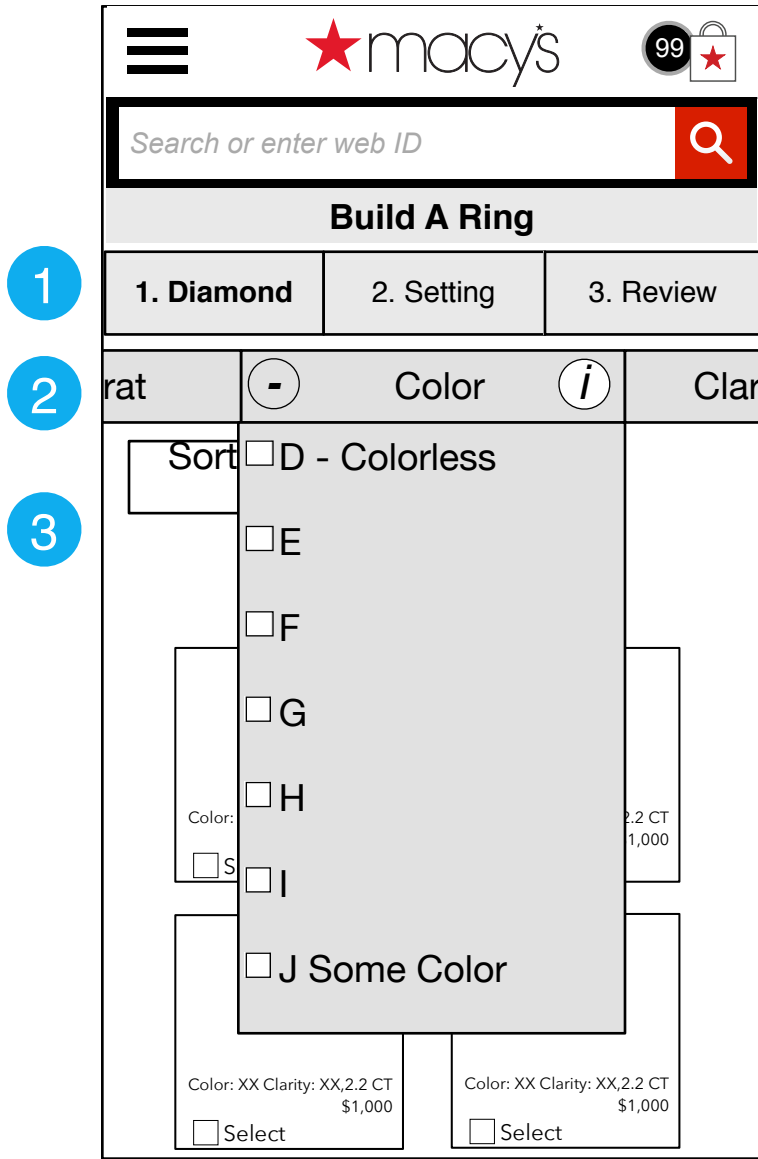 macy's
99
Search or enter web ID
Build A Ring
1
1. Diamond 2. Setting 3. Review
2
rat - Color i Clar
Sort
D - Colorless
3
E
F
G
H
Color: 2.2 CT
1,000
S
I
J Some Color
Color: XX Clarity: XX,2.2 CT
$1,000
Select
Color: XX Clarity: XX,2.2 CT
$1,000
Select